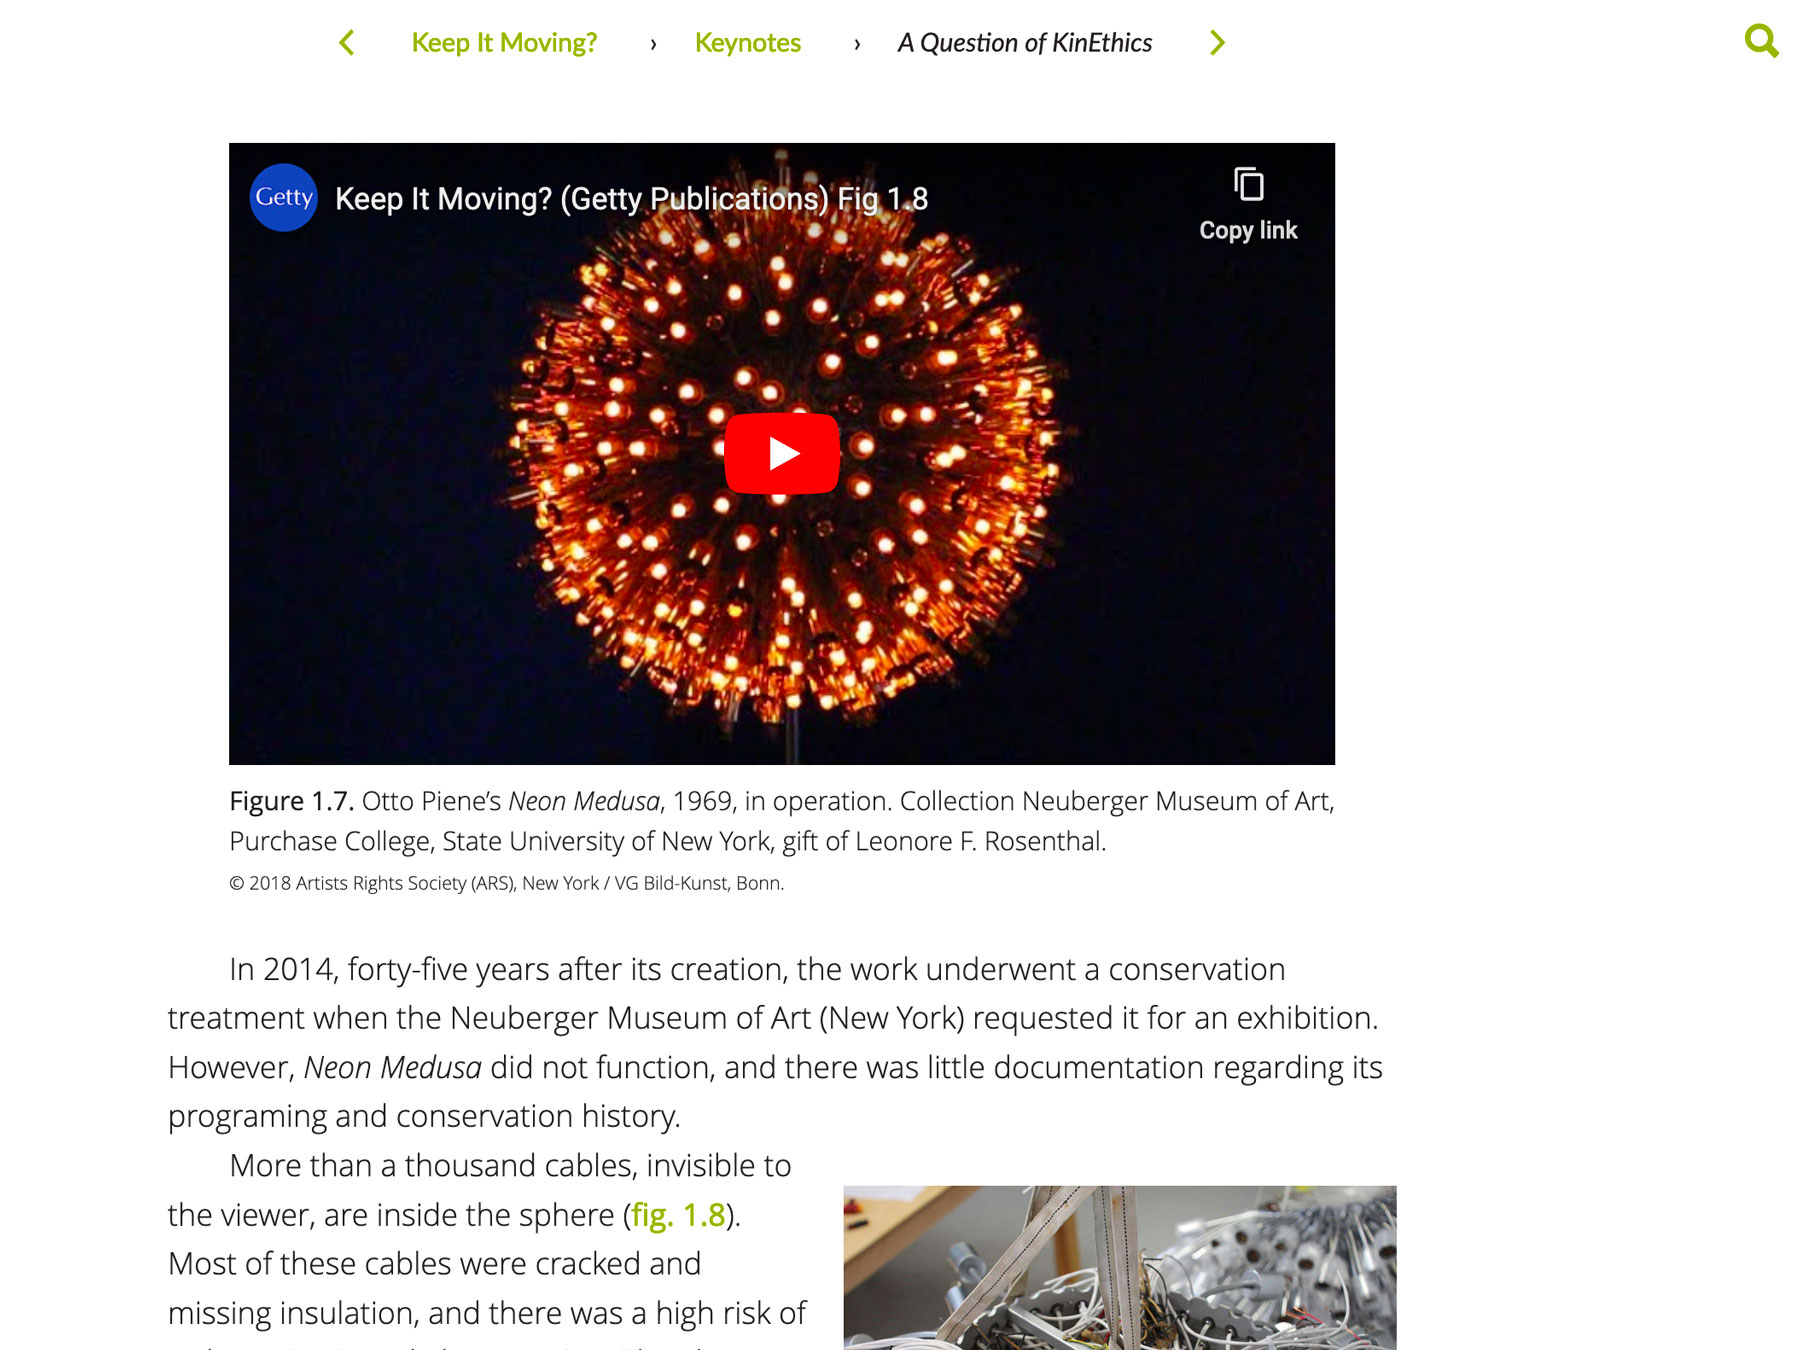 Keep It Moving? › Keynotes › A Question of KinEthics
Getty Keep It Moving? (Getty Publications) Fig 1.8
Copy link
Figure 1.7. Otto Piene’s Neon Medusa, 1969, in operation. Collection Neuberger Museum of Art,
Purchase College, State University of New York, gift of Leonore F. Rosenthal.
© 2018 Artists Rights Society (ARS), New York / VG Bild-Kunst, Bonn.
In 2014, forty-five years after its creation, the work underwent a conservation
treatment when the Neuberger Museum of Art (New York) requested it for an exhibition.
However, Neon Medusa did not function, and there was little documentation regarding its
programing and conservation history.
More than a thousand cables, invisible to
the viewer, are inside the sphere (fig. 1.8).
Most of these cables were cracked and
missing insulation, and there was a high risk of